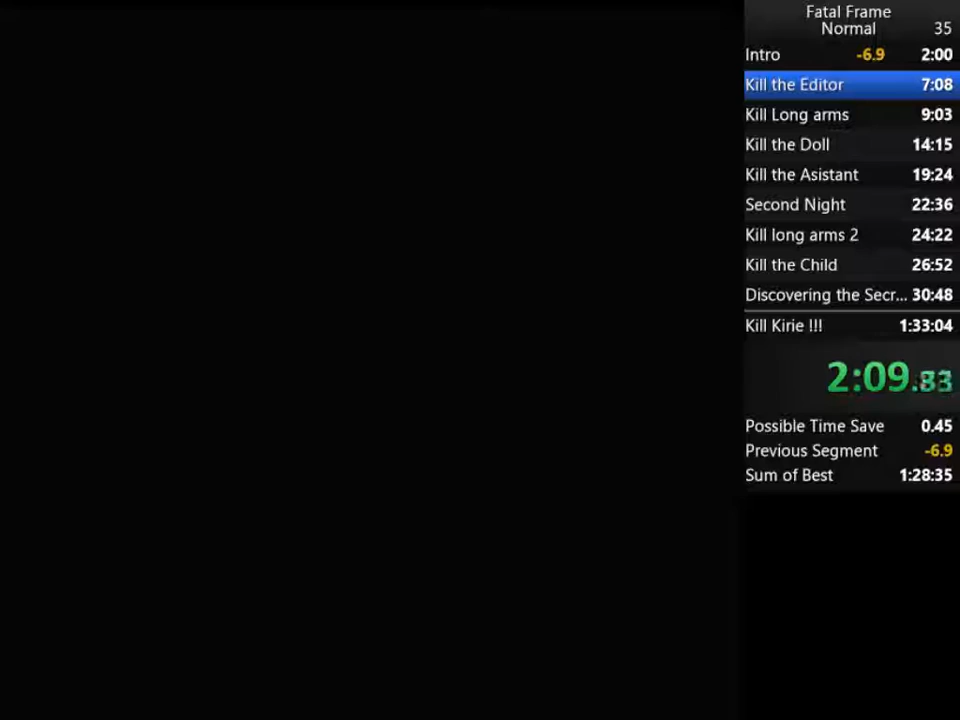 Fatal Frame
Normal 35
Intro -6.9 2:00
Kill the Editor 7:08
Kill Long arms 9:03
Kill the Doll 14:15
Kill the Asistant 19:24
Second Night 22:36
Kill long arms 2 24:22
Kill the Child 26:52
Discovering the Secr... 30:48
Kill Kirie !!! 1:33:04
2:09.83
Possible Time Save 0.45
Previous Segment -6.9
Sum of Best 1:28:35